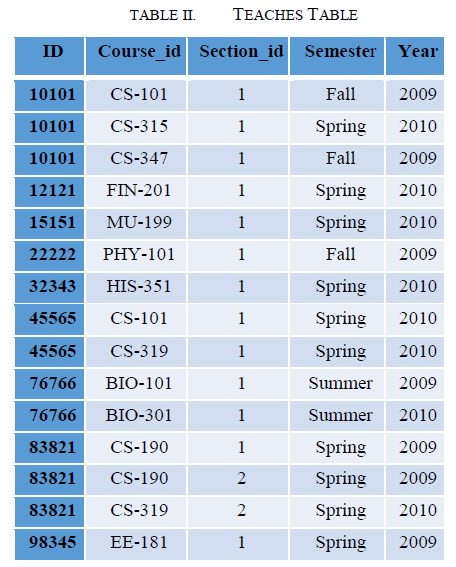 TABLE II. TEACHES TABLE
ID Course_id Section_id Semester Year
10101 CS-101 1 Fall 2009
10101 CS-315 1 Spring 2010
10101 CS-347 1 Fall 2009
12121 FIN-201 1 Spring 2010
15151 MU-199 1 Spring 2010
22222 PHY-101 1 Fall 2009
32343 HIS-351 1 Spring 2010
45565 CS-101 1 Spring 2010
45565 CS-319 1 Spring 2010
76766 BIO-101 1 Summer 2009
76766 BIO-301 1 Summer 2010
83821 CS-190 1 Spring 2009
83821 CS-190 2 Spring 2009
83821 CS-319 2 Spring 2010
98345 EE-181 1 Spring 2009